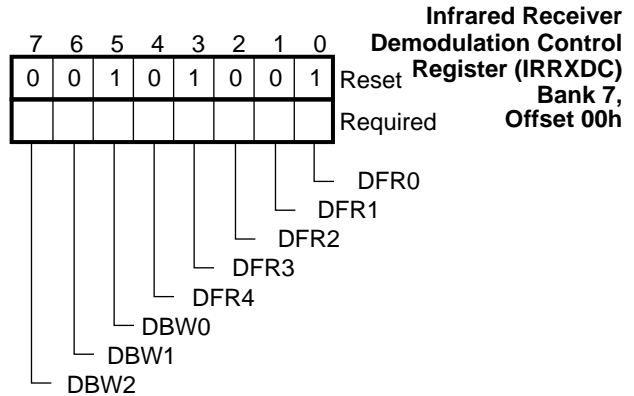 Infrared Receiver
Demodulation Control
Register (IRRXDC)
Bank 7,
Offset 00h
7 6 5 4 3 2 1 0
0 0 1 0 1 0 0 1 Reset
Required
DFR0
DFR1
DFR2
DFR3
DFR4
DBW0
DBW1
DBW2